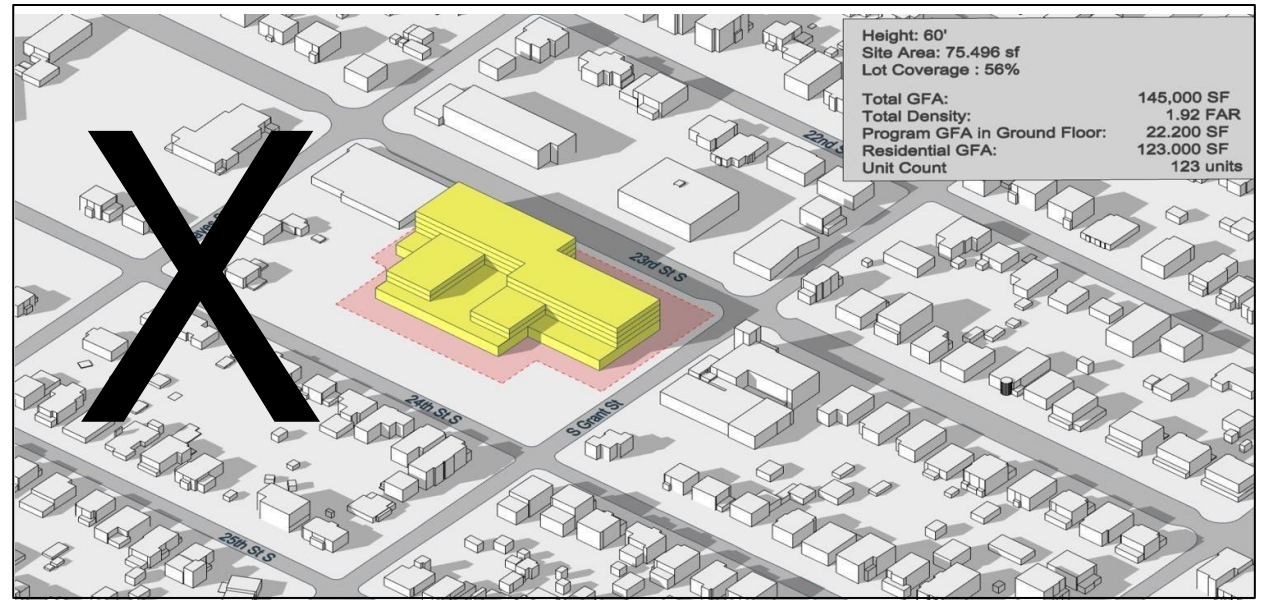 Height: 60'
Site Area: 75.496 sf
Lot Coverage : 56%
Total GFA: 145,000 SF
Total Density: 1.92 FAR
Program GFA in Ground Floor: 22.200 SF
Residential GFA: 123.000 SF
Unit Count 123 units
22nd S
X
23rd St S
24th St S
S Grant St
25th St S